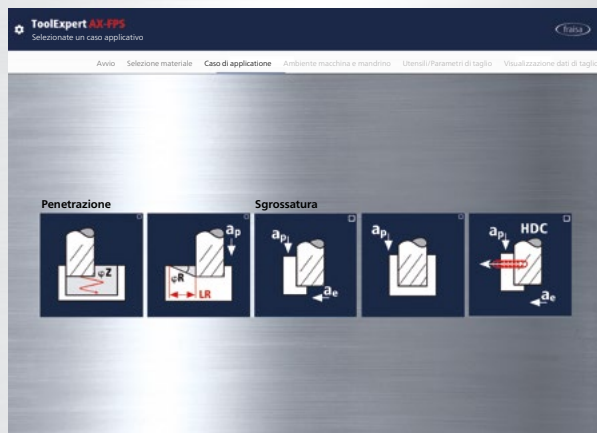 ToolExpert AX-FPS
Selezionate un caso applicativo
fraisa
Avvio Selezione materiale Caso di applicatione Ambiente macchina e mandrino Utensili/Parametri di taglio Visualizzazione dati di taglio
Penetrazione Sgrossatura
φZ
ap
φR
LR
ap
ae
ap
HDC
ap
ae